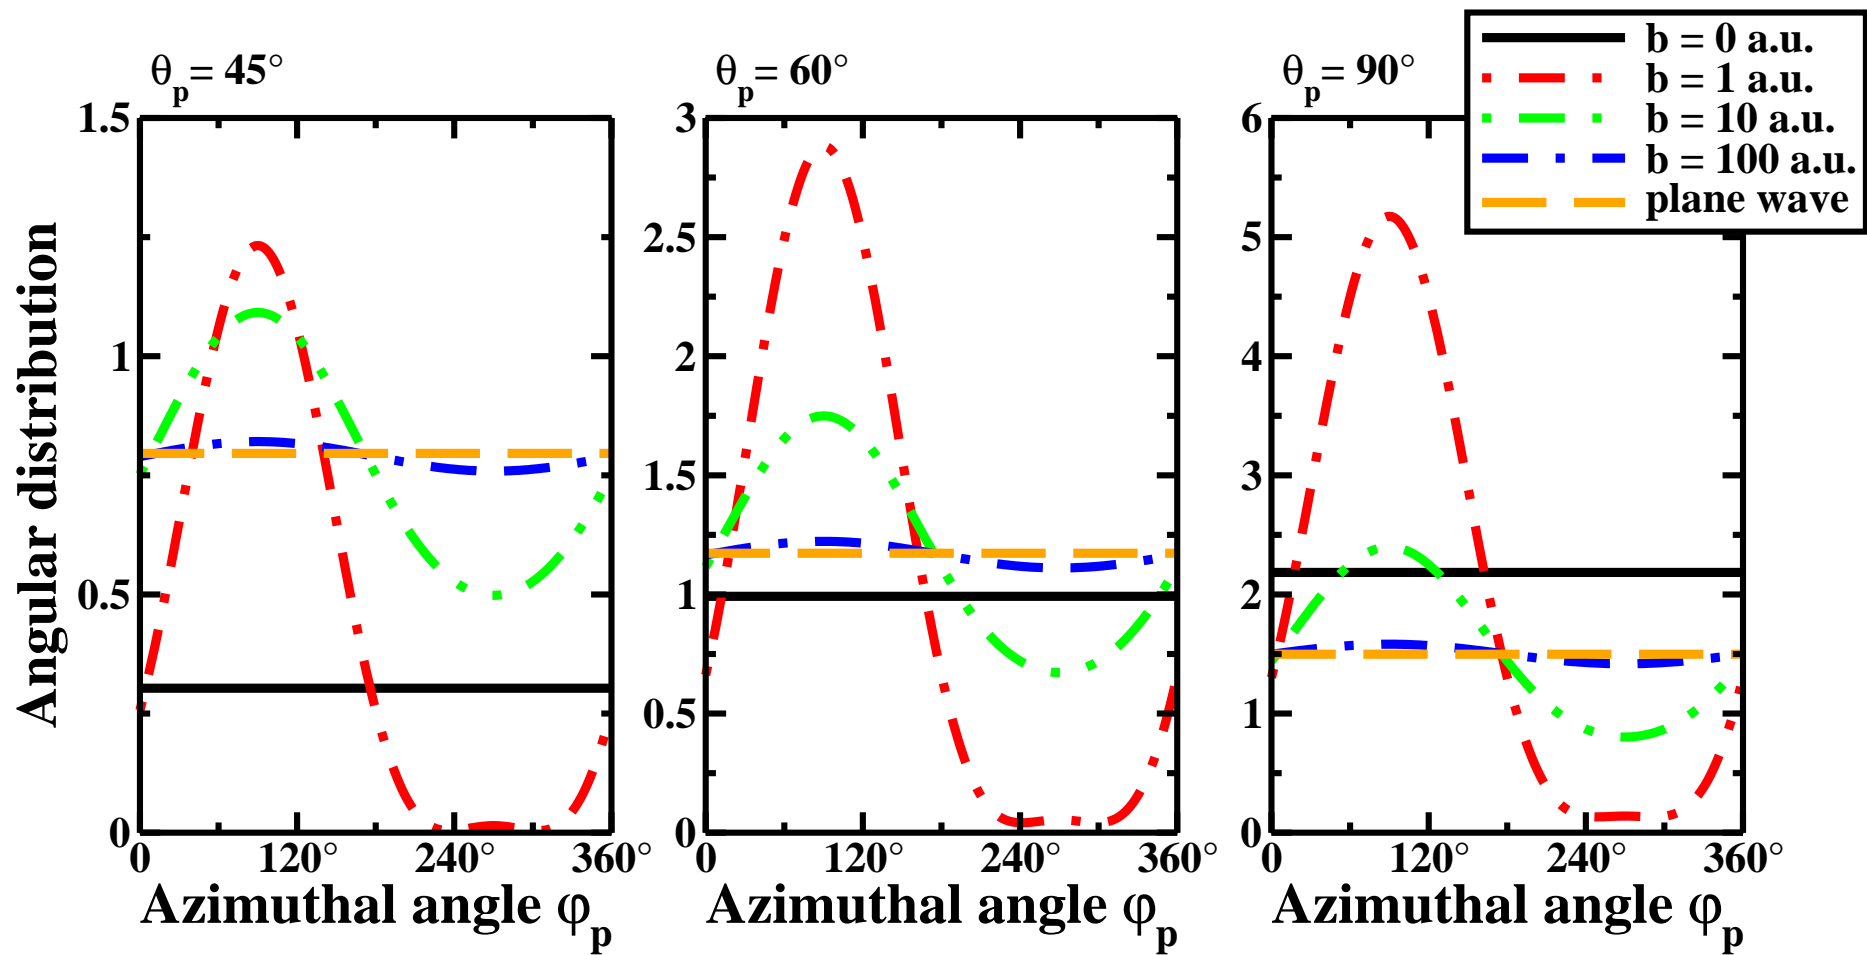 θp = 45°
θp = 60°
θp = 90°
b = 0 a.u.
b = 1 a.u.
b = 10 a.u.
b = 100 a.u.
plane wave
Angular distribution
1.5
1
0.5
0
0 120° 240° 360°
Azimuthal angle φp
3
2.5
2
1.5
1
0.5
0
0 120° 240° 360°
Azimuthal angle φp
6
5
4
3
2
1
0
0 120° 240° 360°
Azimuthal angle φp